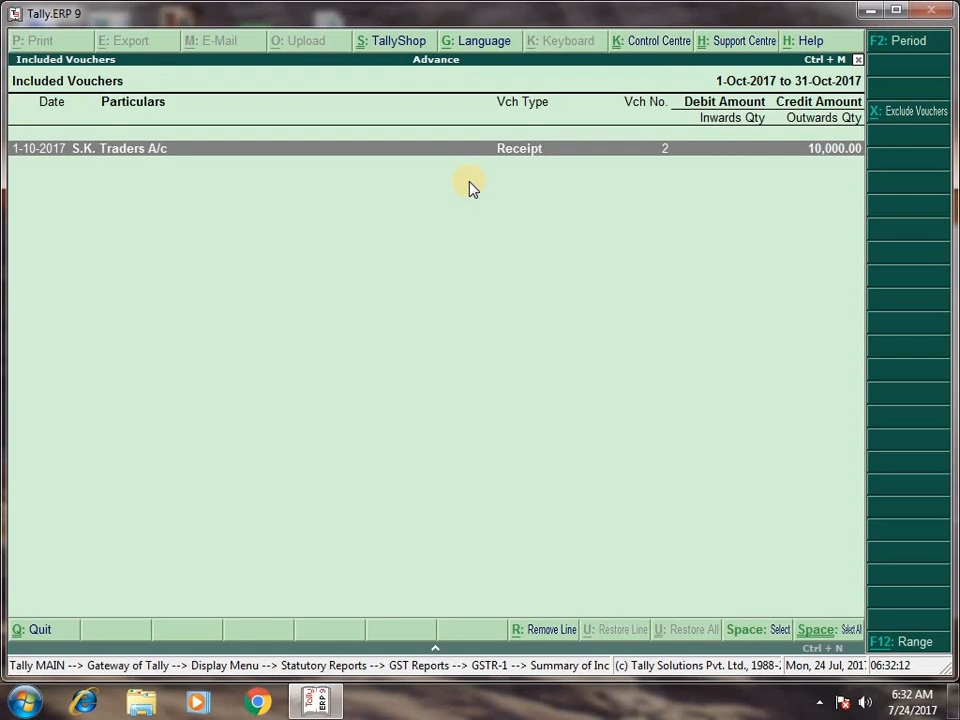 Tally.ERP 9
P: Print E: Export M: E-Mail O: Upload S: TallyShop G: Language K: Keyboard K: Control Centre H: Support Centre H: Help F2: Period
Included Vouchers Advance Ctrl + M
Included Vouchers 1-Oct-2017 to 31-Oct-2017
Date Particulars Vch Type Vch No. Debit Amount Credit Amount
Inwards Qty Outwards Qty
X: Exclude Vouchers
1-10-2017 S.K. Traders A/c Receipt 2 10,000.00
Q: Quit R: Remove Line U: Restore Line U: Restore All Space: Select Space: Select All
F12: Range
Ctrl + N
Tally MAIN --> Gateway of Tally --> Display Menu --> Statutory Reports --> GST Reports --> GSTR-1 --> Summary of Inc (c) Tally Solutions Pvt. Ltd., 1988-2 Mon, 24 Jul, 201 06:32:12
6:32 AM
7/24/2017